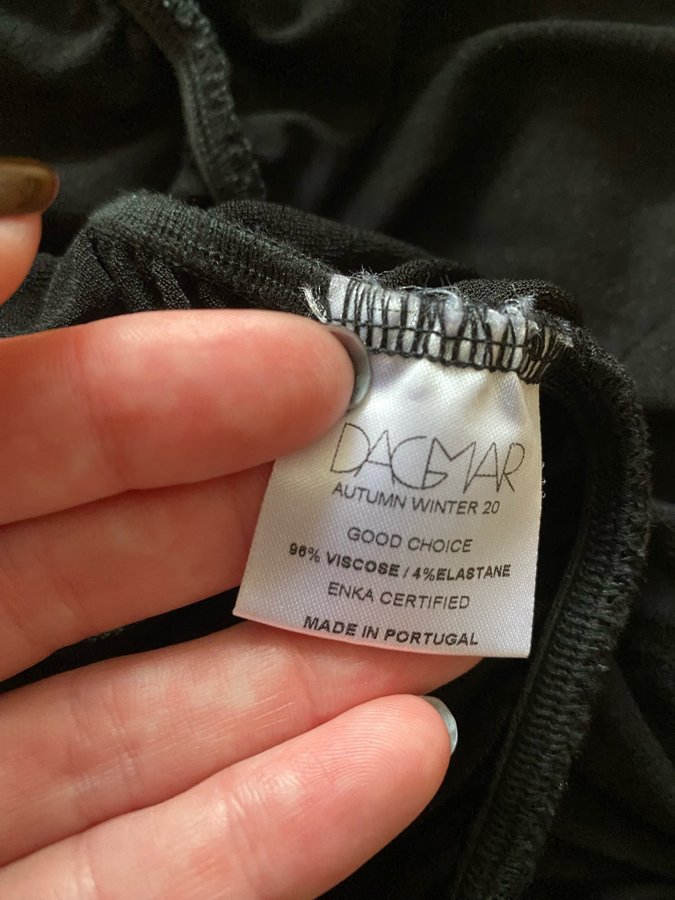 DAGMAR
AUTUMN WINTER 20
GOOD CHOICE
96% VISCOSE / 4%ELASTANE
ENKA CERTIFIED
MADE IN PORTUGAL